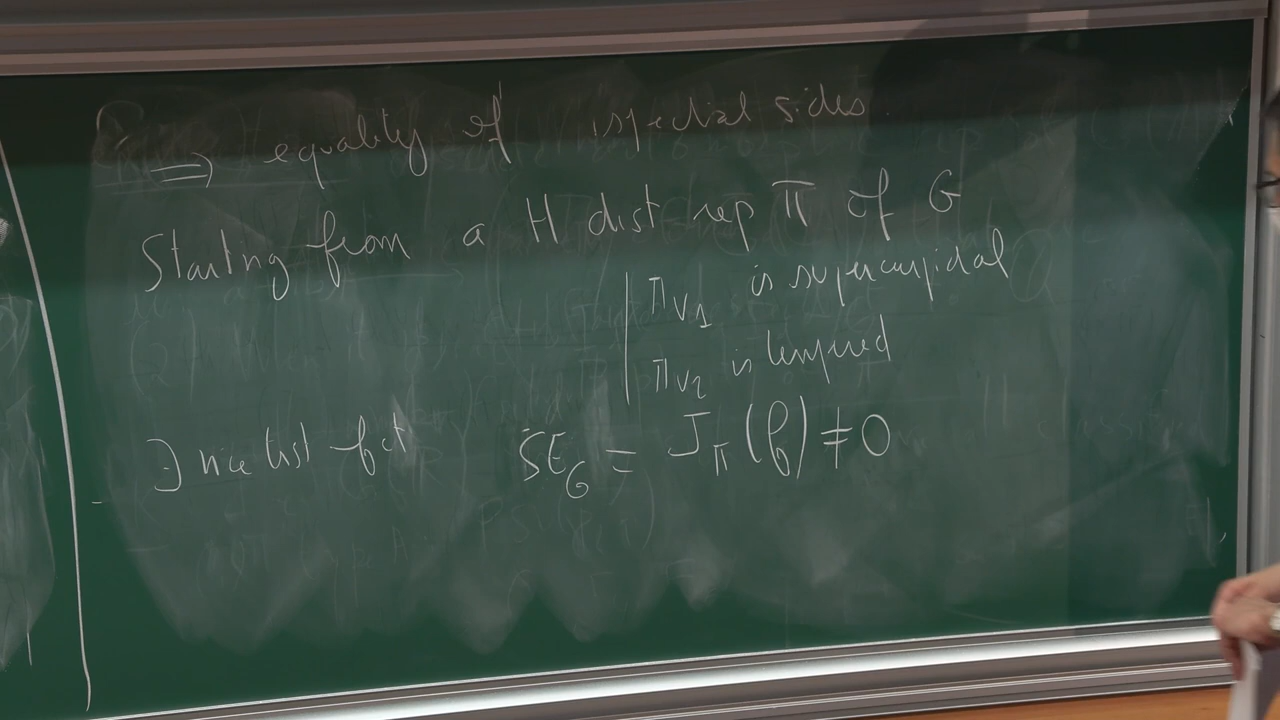 ⟹ equality of spectral sides.
Starting from a H dist rep π of G
π_{v_1} is supercuspidal
π_{v_2} is tempered
∃ nice test fct SE_G = J_π(f) ≠ 0